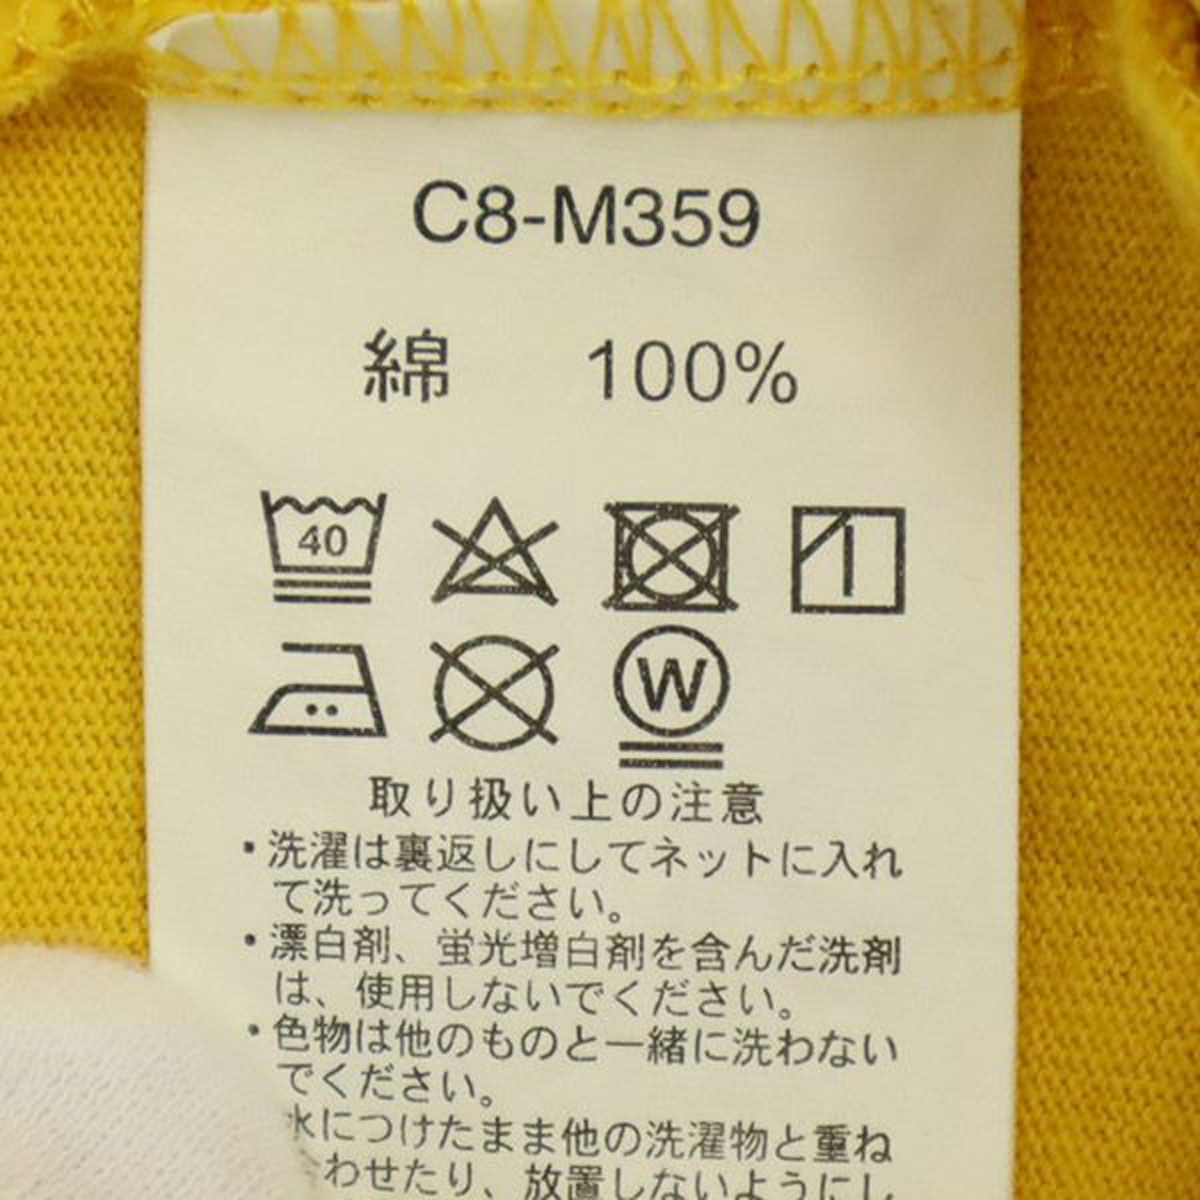 C8-M359
綿 100%
40
W
取り扱い上の注意
・洗濯は裏返しにしてネットに入れ
て洗ってください。
・漂白剤、蛍光増白剤を含んだ洗剤
は、使用しないでください。
・色物は他のものと一緒に洗わない
でください。
水につけたまま他の洗濯物と重ね
わせたり、放置しないようにし